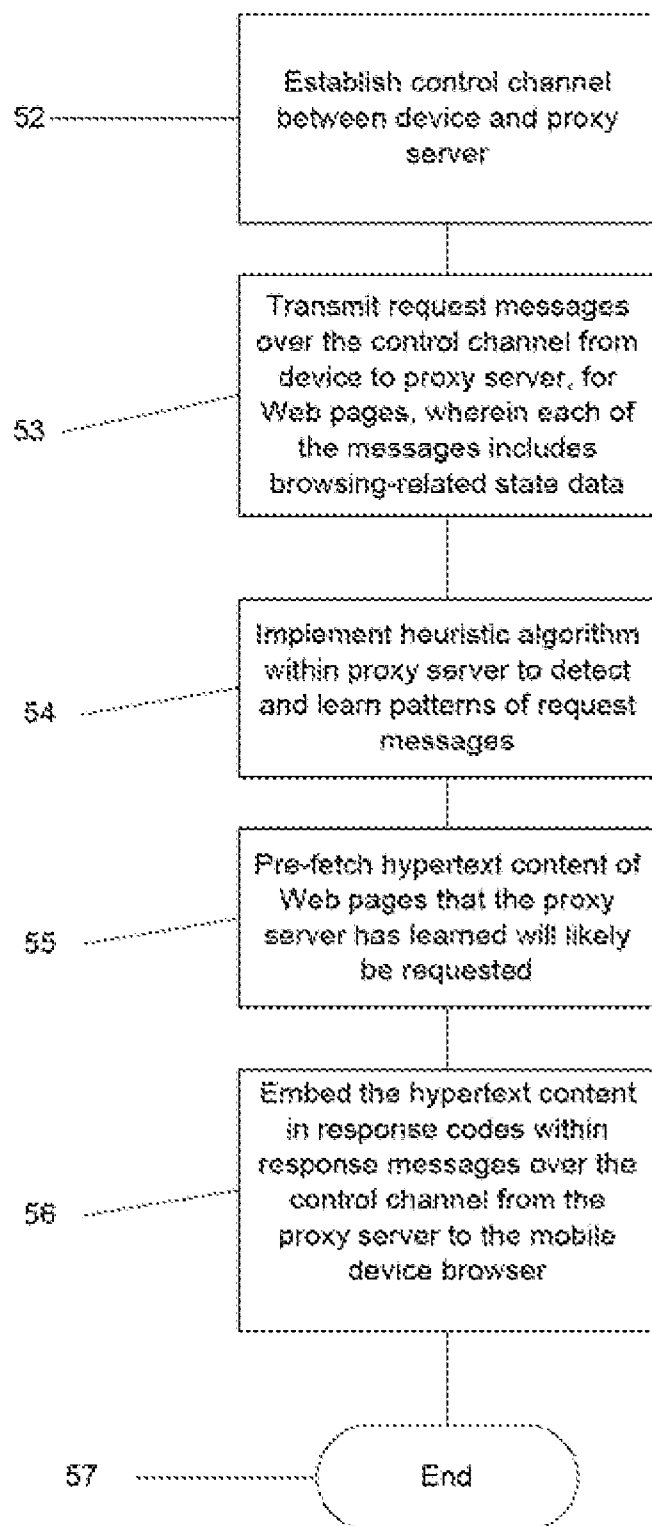 52
Establish control channel
between device and proxy
server
53
Transmit request messages
over the control channel from
device to proxy server, for
Web pages, wherein each of
the messages includes
browsing-related state data
54
Implement heuristic algorithm
within proxy server to detect
and learn patterns of request
messages
55
Pre-fetch hypertext content of
Web pages that the proxy
server has learned will likely
be requested
56
Embed the hypertext content
in response codes within
response messages over the
control channel from the
proxy server to the mobile
device browser
57
End